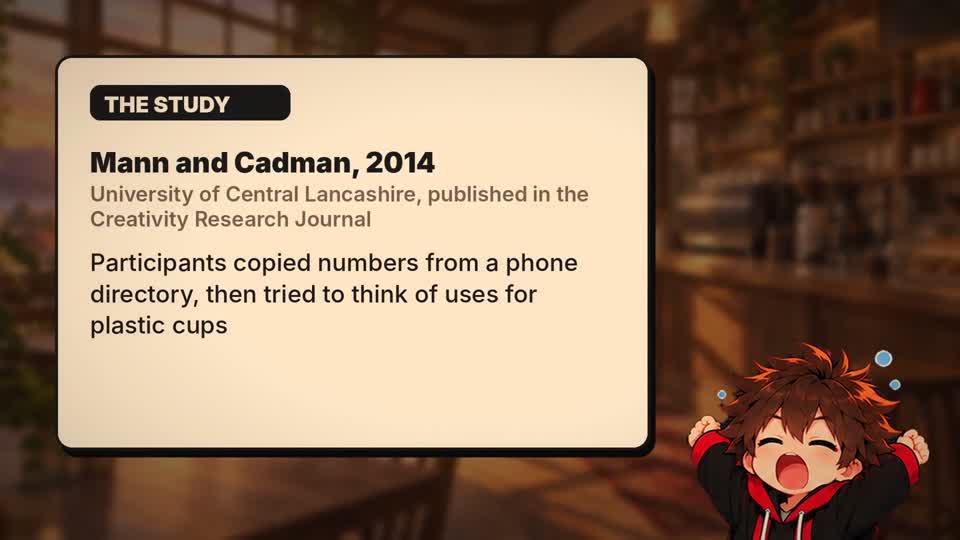 THE STUDY
Mann and Cadman, 2014
University of Central Lancashire, published in the
Creativity Research Journal
Participants copied numbers from a phone
directory, then tried to think of uses for
plastic cups